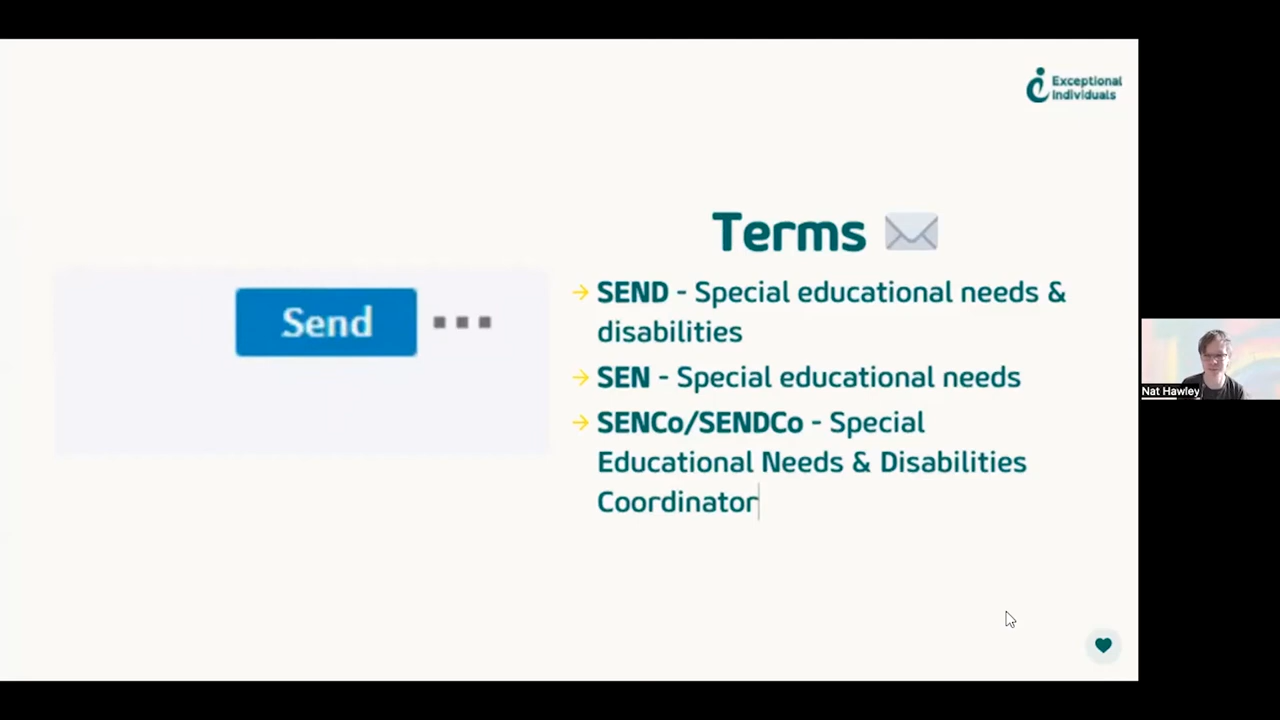 Exceptional
Individuals
Terms
Send
SEND - Special educational needs &
disabilities
SEN - Special educational needs
SENCo/SENDCo - Special
Educational Needs & Disabilities
Coordinator
Nat Hawley